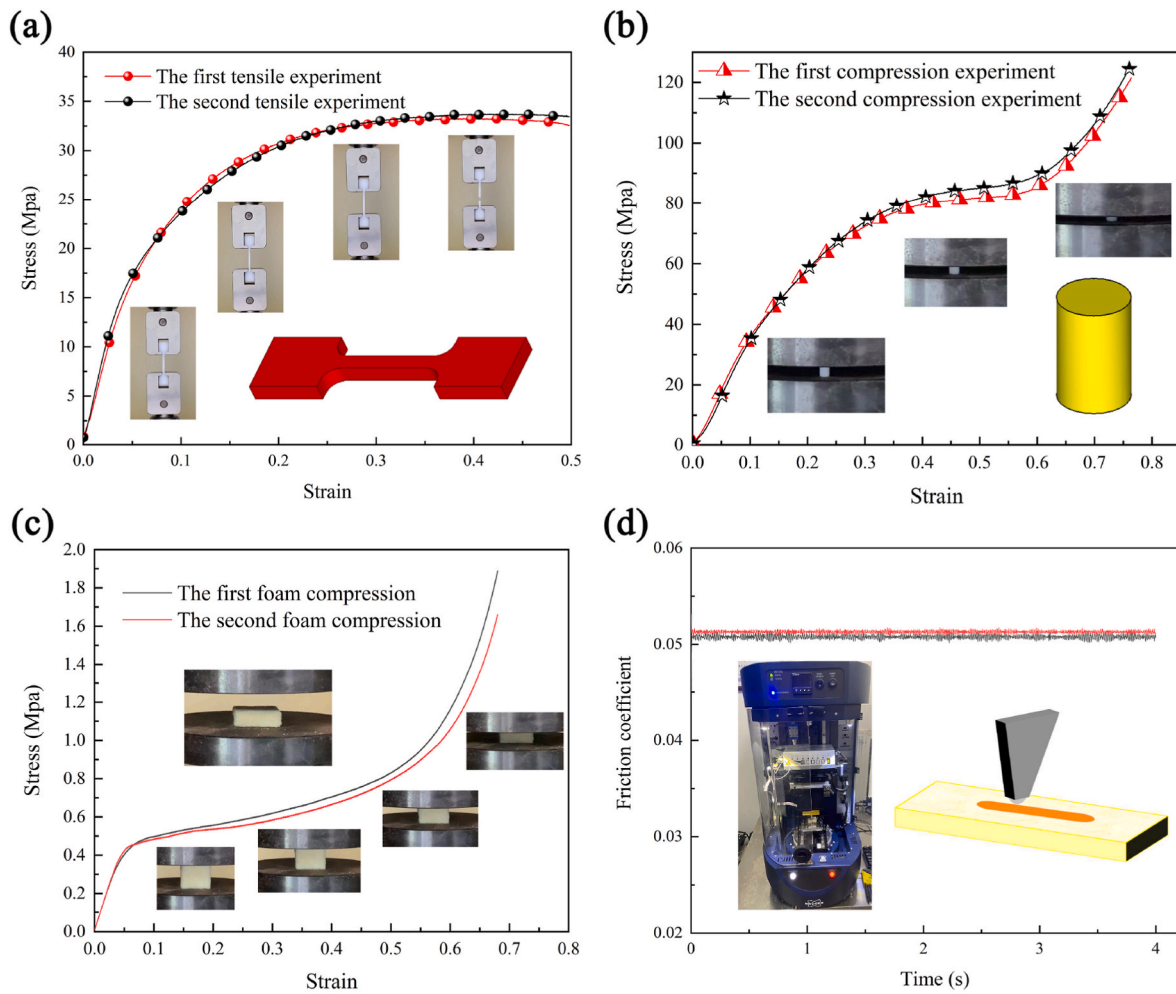 (a)
40
35
30
25
20
15
10
5
0
Stress (Mpa)
The first tensile experiment
The second tensile experiment
0.0 0.1 0.2 0.3 0.4 0.5
Strain
(b)
120
100
80
60
40
20
0
Stress (Mpa)
The first compression experiment
The second compression experiment
0.0 0.1 0.2 0.3 0.4 0.5 0.6 0.7 0.8
Strain
(c)
2.0
1.8
1.6
1.4
1.2
1.0
0.8
0.6
0.4
0.2
0.0
Stress (Mpa)
The first foam compression
The second foam compression
0.0 0.1 0.2 0.3 0.4 0.5 0.6 0.7 0.8
Strain
(d)
0.06
0.05
0.04
0.03
0.02
Friction coefficient
0 1 2 3 4
Time (s)